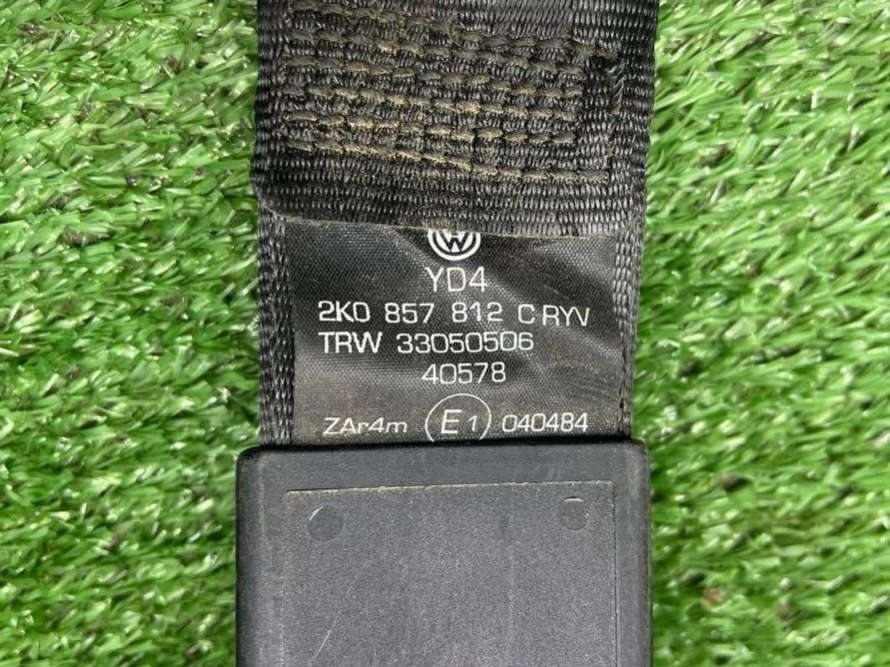 YD4
2K0 857 812 C RYV
TRW 33050506
40578
ZAr4m E1 040484